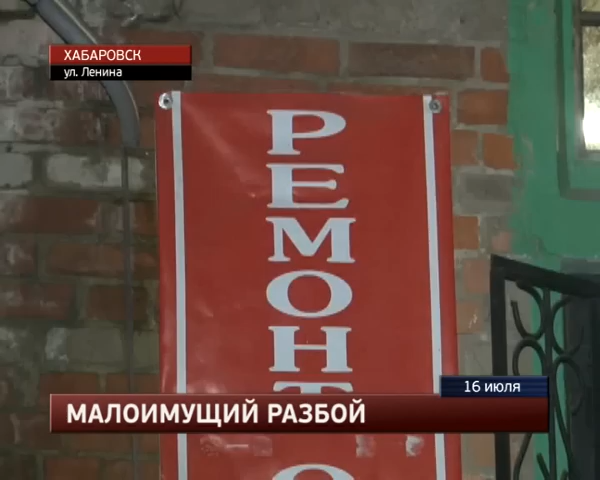 ХАБАРОВСК
ул. Ленина
РЕМОНТ
О
16 июля
МАЛОИМУЩИЙ РАЗБОЙ